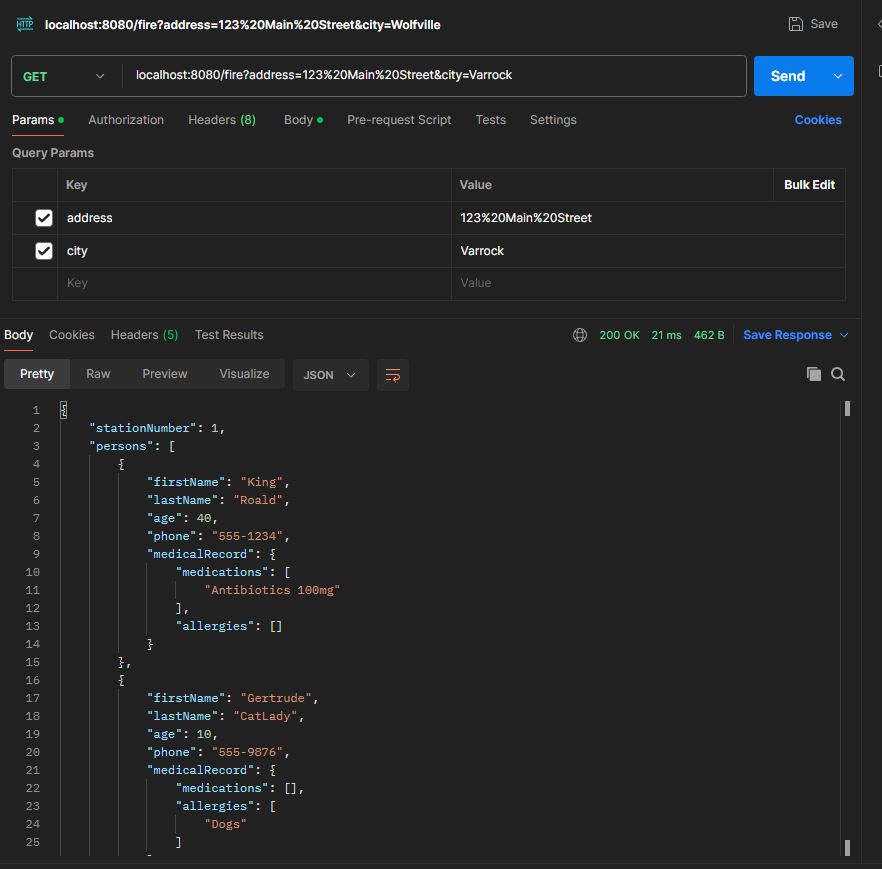 HTTP localhost:8080/fire?address=123%20Main%20Street&city=Wolfville Save
GET localhost:8080/fire?address=123%20Main%20Street&city=Varrock Send
Params Authorization Headers (8) Body Pre-request Script Tests Settings Cookies
Query Params
Key Value Bulk Edit
address 123%20Main%20Street
city Varrock
Key Value
Body Cookies Headers (5) Test Results 200 OK 21 ms 462 B Save Response
Pretty Raw Preview Visualize JSON
1 {
2 "stationNumber": 1,
3 "persons": [
4 {
5 "firstName": "King",
6 "lastName": "Roald",
7 "age": 40,
8 "phone": "555-1234",
9 "medicalRecord": {
10 "medications": [
11 "Antibiotics 100mg"
12 ],
13 "allergies": []
14 }
15 },
16 {
17 "firstName": "Gertrude",
18 "lastName": "CatLady",
19 "age": 10,
20 "phone": "555-9876",
21 "medicalRecord": {
22 "medications": [],
23 "allergies": [
24 "Dogs"
25 ]